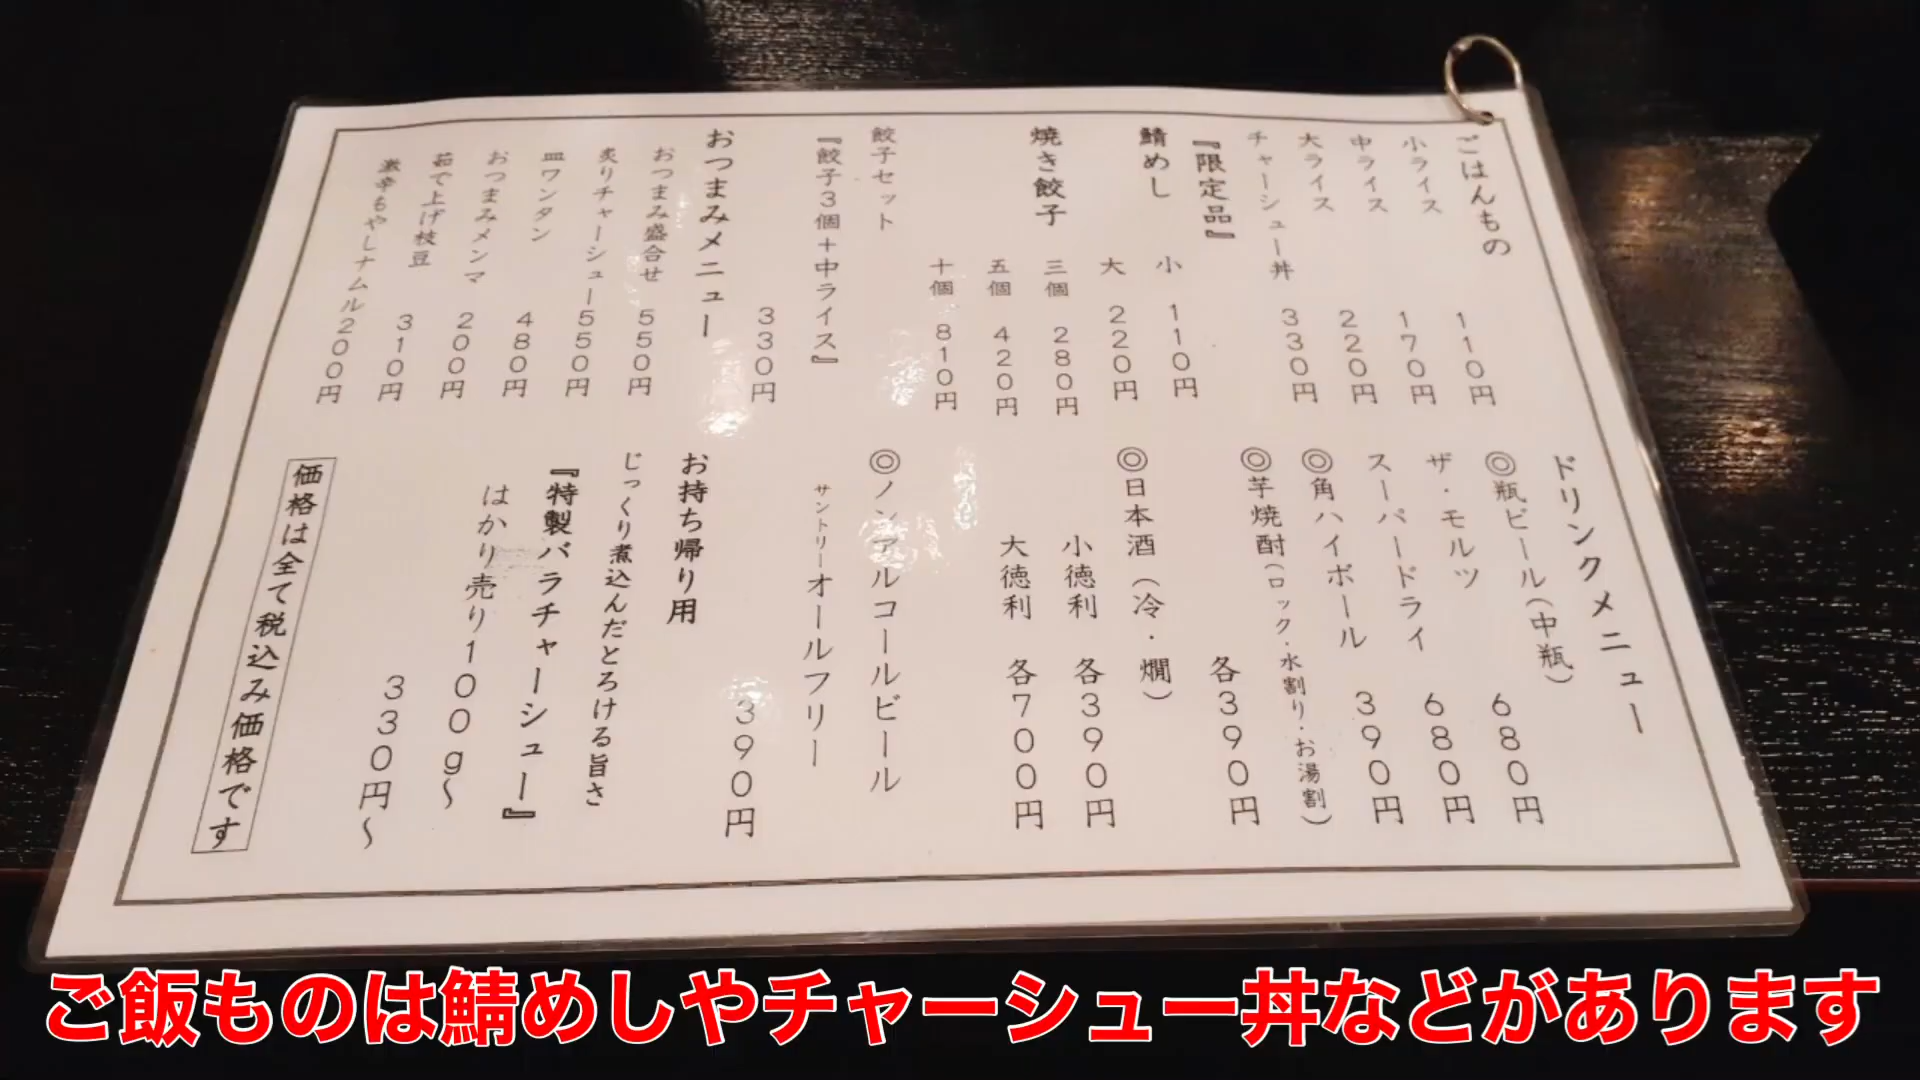 ごはんもの
小ライス 110円
中ライス 170円
大ライス 220円
チャーシュー丼 330円
『限定品』
鯖めし 小 110円
大 220円
焼き餃子 三個 280円
五個 420円
十個 810円
餃子セット
『餃子3個+中ライス』
330円
おつまみメニュー
おつまみ盛合せ 550円
炙りチャーシュー 550円
皿ワンタン 480円
おつまみメンマ 200円
茹で上げ枝豆 310円
激辛もやしナムル 200円
ドリンクメニュー
◎瓶ビール(中瓶)
ザ・モルツ 680円
スーパードライ 680円
◎角ハイボール 390円
◎芋焼酎(ロック・水割り・お湯割)
各390円
◎日本酒(冷・燗)
小徳利 各390円
大徳利 各700円
◎ノンアルコールビール
サントリーオールフリー
390円
お持ち帰り用
じっくり煮込んだとろける旨さ
『特製バラチャーシュー』
はかり売り100g~
330円~
価格は全て税込み価格です
ご飯ものは鯖めしやチャーシュー丼などがあります